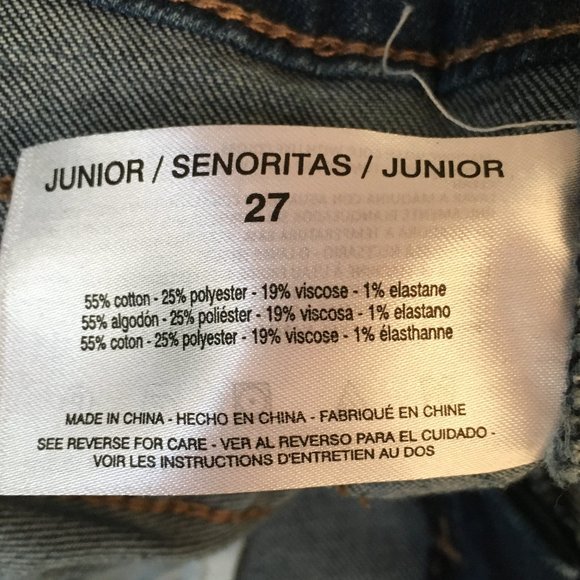 JUNIOR / SENORITAS / JUNIOR
27
55% cotton - 25% polyester - 19% viscose - 1% elastane
55% algodón - 25% poliéster - 19% viscosa - 1% elastano
55% coton - 25% polyester - 19% viscose - 1% élasthanne
MADE IN CHINA - HECHO EN CHINA - FABRIQUÉ EN CHINE
SEE REVERSE FOR CARE - VER AL REVERSO PARA EL CUIDADO -
VOIR LES INSTRUCTIONS D'ENTRETIEN AU DOS